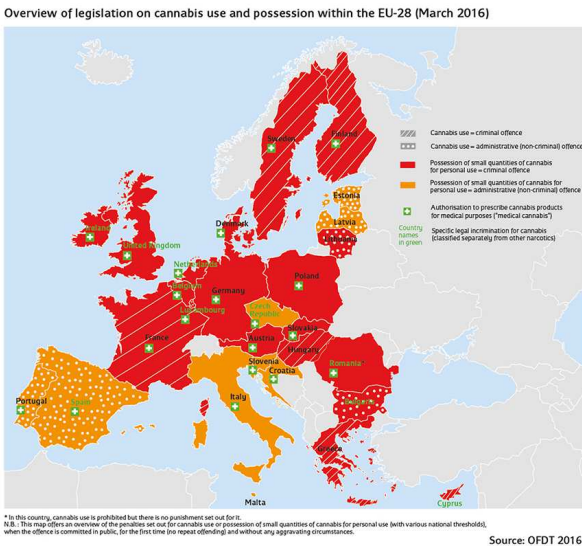 Overview of legislation on cannabis use and possession within the EU-28 (March 2016)
Cannabis use = criminal offence
Cannabis use = administrative (non-criminal) offence
Possession of small quantities of cannabis
for personal use = criminal offence
Possession of small quantities of cannabis for
personal use = administrative (non-criminal) offence
Authorisation to prescribe cannabis products
for medical purposes ("medical cannabis")
Country
names
in green
Specific legal incrimination for cannabis
(classified separately from other narcotics)
Sweden
Finland
Estonia
Latvia
Lithuania
Denmark
Ireland
United Kingdom
Netherlands
Belgium
Germany
Poland
Luxembourg
Czech
Republic
Slovakia
France
Austria
Hungary
Slovenia
Croatia
Romania
Bulgaria
Portugal
Spain
Italy
Greece
Malta
Cyprus
* In this country, cannabis use is prohibited but there is no punishment set out for it.
N.B. : This map offers an overview of the penalties set out for cannabis use or possession of small quantities of cannabis for personal use (with various national thresholds),
when the offence is committed in public, for the first time (no repeat offending) and without any aggravating circumstances.
Source: OFDT 2016